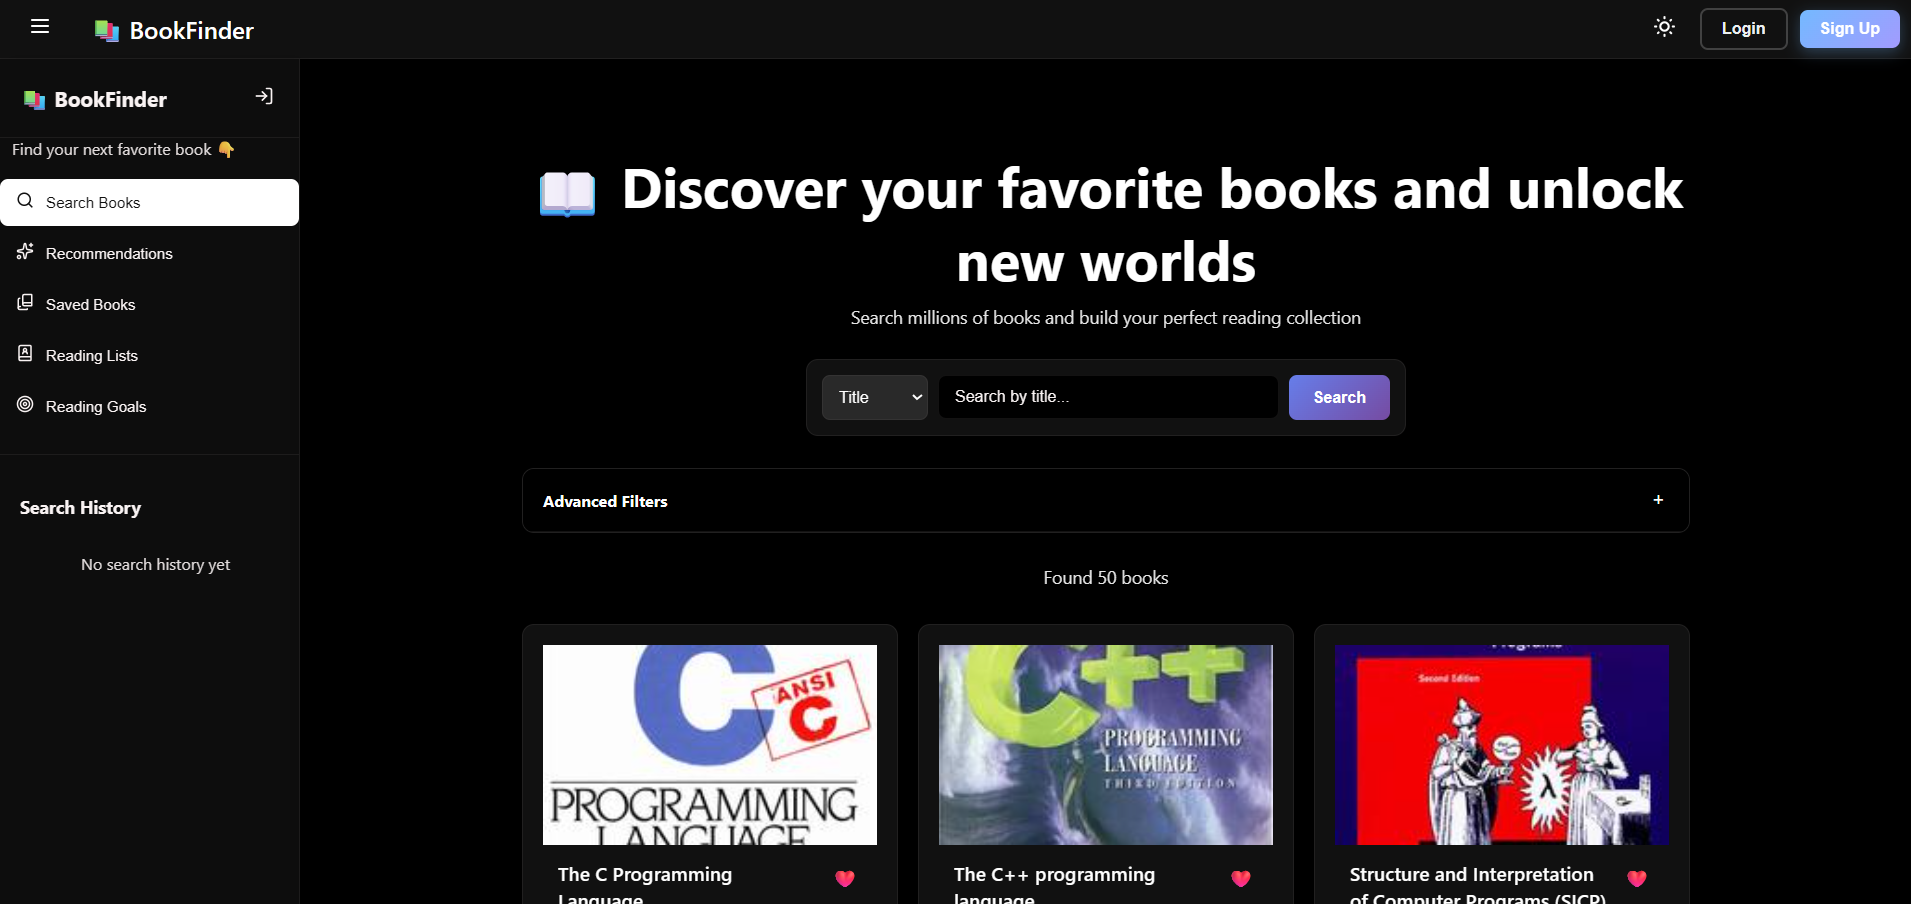 BookFinder
Login
Sign Up
BookFinder
Find your next favorite book
Search Books
Recommendations
Saved Books
Reading Lists
Reading Goals
Search History
No search history yet
Discover your favorite books and unlock
new worlds
Search millions of books and build your perfect reading collection
Title
Search by title...
Search
Advanced Filters
+
Found 50 books
C
ANSI
C
PROGRAMMING
LANGUAGE
The C Programming
Language
C++
PROGRAMMING
LANGUAGE
THIRD EDITION
The C++ programming
language
Programs
Second Edition
λ
Structure and Interpretation
of Computer Programs (SICP)